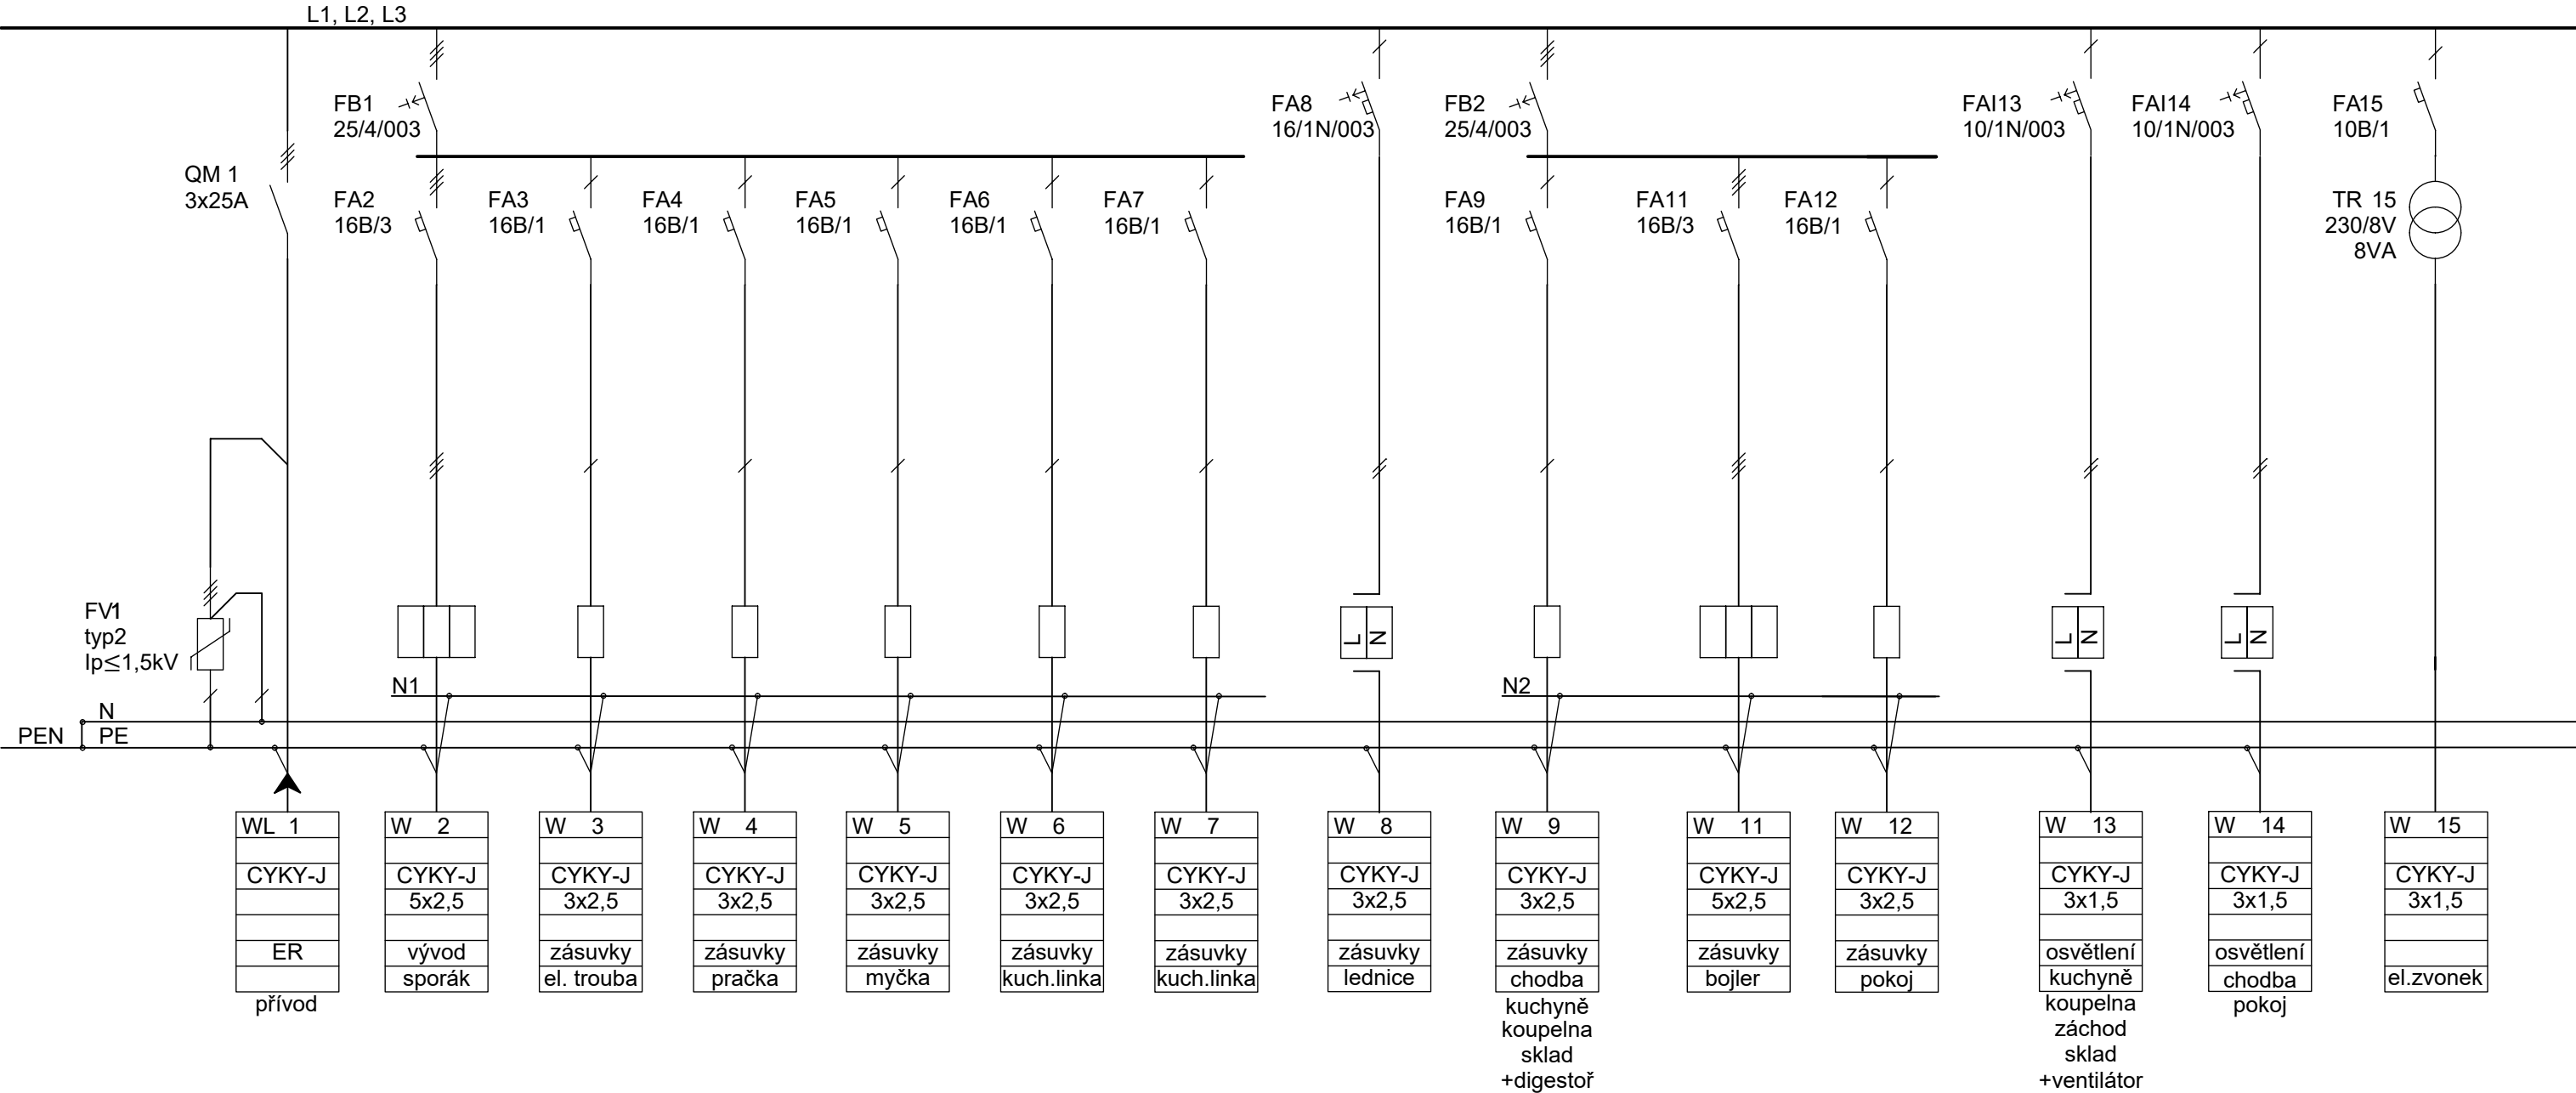 L1, L2, L3
QM 1
3x25A
FB1
25/4/003
FA2
16B/3
FA3
16B/1
FA4
16B/1
FA5
16B/1
FA6
16B/1
FA7
16B/1
FA8
16/1N/003
FB2
25/4/003
FA9
16B/1
FA11
16B/3
FA12
16B/1
FAI13
10/1N/003
FAI14
10/1N/003
FA15
10B/1
TR 15
230/8V
8VA
FV1
typ2
Ip≤1,5kV
L N
L N
L N
N1
N2
N
PEN
PE
WL 1
CYKY-J
ER
přívod
W 2
CYKY-J
5x2,5
vývod
sporák
W 3
CYKY-J
3x2,5
zásuvky
el. trouba
W 4
CYKY-J
3x2,5
zásuvky
pračka
W 5
CYKY-J
3x2,5
zásuvky
myčka
W 6
CYKY-J
3x2,5
zásuvky
kuch.linka
W 7
CYKY-J
3x2,5
zásuvky
kuch.linka
W 8
CYKY-J
3x2,5
zásuvky
lednice
W 9
CYKY-J
3x2,5
zásuvky
chodba
kuchyně
koupelna
sklad
+digestoř
W 11
CYKY-J
5x2,5
zásuvky
bojler
W 12
CYKY-J
3x2,5
zásuvky
pokoj
W 13
CYKY-J
3x1,5
osvětlení
kuchyně
koupelna
záchod
sklad
+ventilátor
W 14
CYKY-J
3x1,5
osvětlení
chodba
pokoj
W 15
CYKY-J
3x1,5
el.zvonek